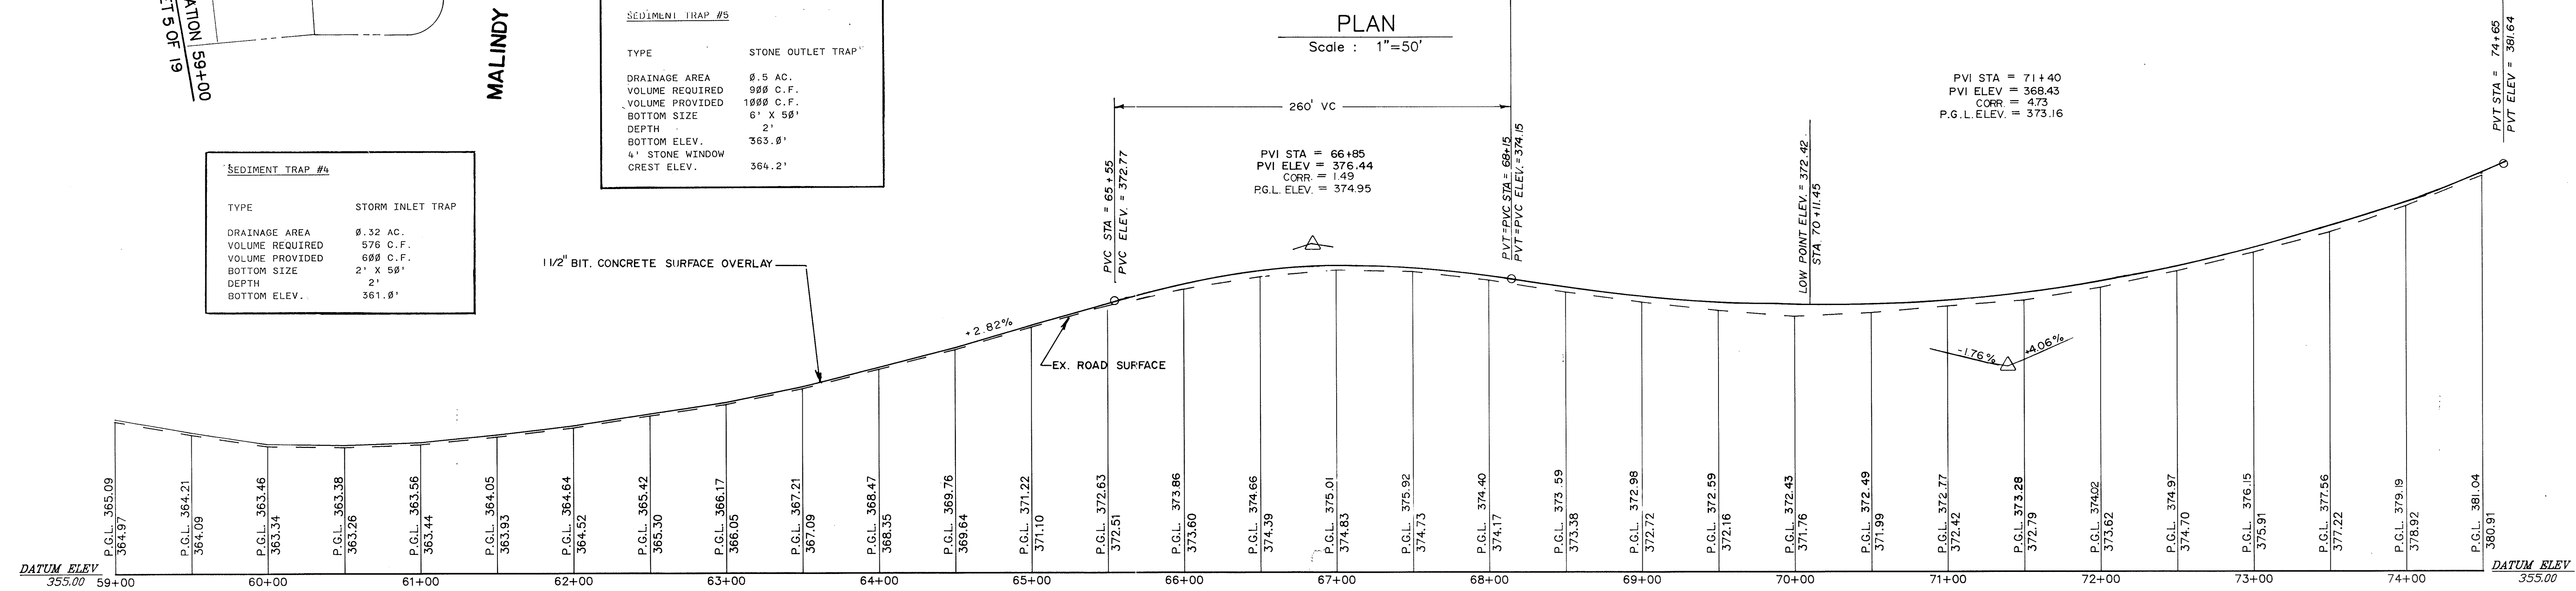 ATION 59+00
ET 5 OF 19
MALINDY
SEDIMENT TRAP #5
TYPE STONE OUTLET TRAP
DRAINAGE AREA Ø.5 AC.
VOLUME REQUIRED 9ØØ C.F.
VOLUME PROVIDED 1ØØØ C.F.
BOTTOM SIZE 6' X 5Ø'
DEPTH 2'
BOTTOM ELEV. 363.Ø'
4' STONE WINDOW
CREST ELEV. 364.2'
SEDIMENT TRAP #4
TYPE STORM INLET TRAP
DRAINAGE AREA Ø.32 AC.
VOLUME REQUIRED 576 C.F.
VOLUME PROVIDED 6ØØ C.F.
BOTTOM SIZE 2' X 5Ø'
DEPTH 2'
BOTTOM ELEV. 361.Ø'
PLAN
Scale : 1"=50'
260' VC
PVC STA = 65+55
PVC ELEV. = 372.77
PVI STA = 66+85
PVI ELEV = 376.44
CORR. = 1.49
P.G.L. ELEV. = 374.95
PVT=PVC STA = 68+15
PVT=PVC ELEV. = 374.15
LOW POINT ELEV. = 372.42
STA. 70+11.45
PVI STA = 71+40
PVI ELEV = 368.43
CORR. = 4.73
P.G.L. ELEV. = 373.16
PVT STA = 74+65
PVT ELEV = 381.64
1 1/2" BIT. CONCRETE SURFACE OVERLAY
+2.82%
EX. ROAD SURFACE
-1.76%
+4.06%
P.G.L. 365.09
364.97
P.G.L. 364.21
364.09
P.G.L. 363.46
363.34
P.G.L. 363.38
363.26
P.G.L. 363.56
363.44
P.G.L. 364.05
363.93
P.G.L. 364.64
364.52
P.G.L. 365.42
365.30
P.G.L. 366.17
366.05
P.G.L. 367.21
367.09
P.G.L. 368.47
368.35
P.G.L. 369.76
369.64
P.G.L. 371.22
371.10
P.G.L. 372.63
372.51
P.G.L. 373.86
373.60
P.G.L. 374.66
374.39
P.G.L. 375.01
374.83
P.G.L. 375.92
374.73
P.G.L. 374.40
374.17
P.G.L. 373.59
373.38
P.G.L. 372.98
372.72
P.G.L. 372.59
372.16
P.G.L. 372.43
371.76
P.G.L. 372.49
371.99
P.G.L. 372.77
372.42
P.G.L. 373.28
372.79
P.G.L. 374.02
373.62
P.G.L. 374.97
374.70
P.G.L. 376.15
375.91
P.G.L. 377.56
377.22
P.G.L. 379.19
378.92
P.G.L. 381.04
380.91
DATUM ELEV
355.00
59+00 60+00 61+00 62+00 63+00 64+00 65+00 66+00 67+00 68+00 69+00 70+00 71+00 72+00 73+00 74+00
DATUM ELEV
355.00